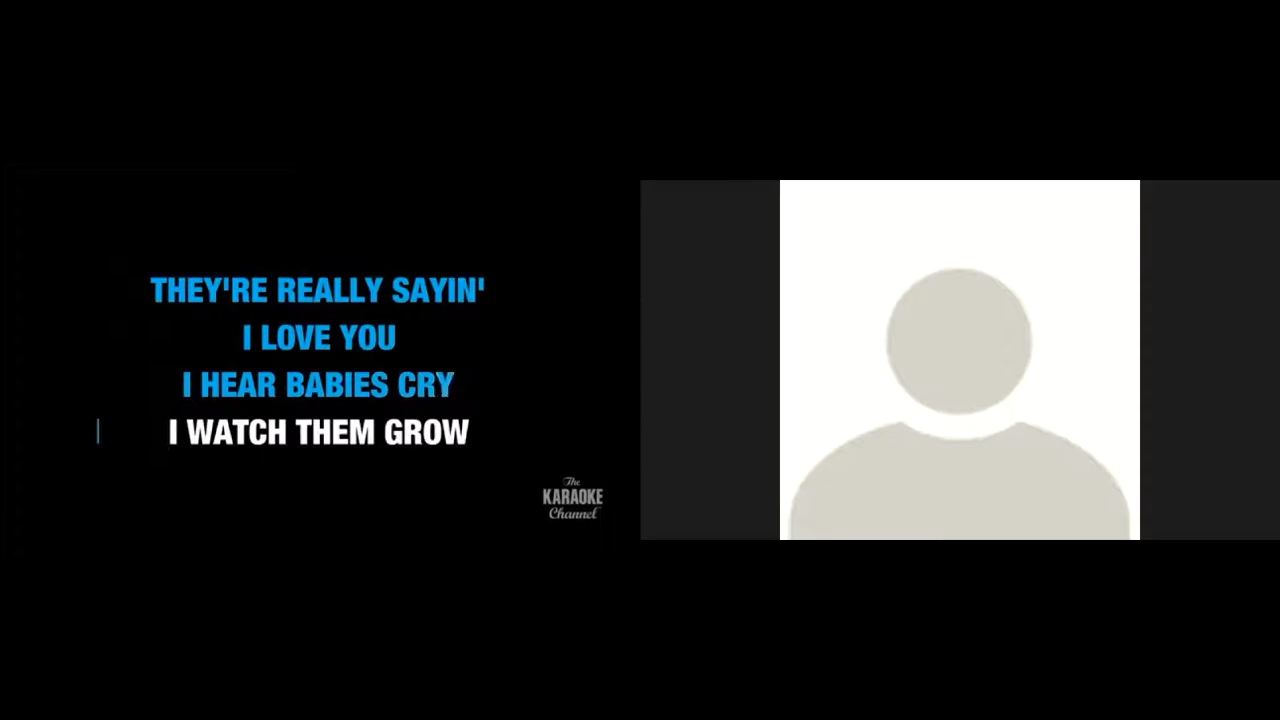 THEY'RE REALLY SAYIN'
I LOVE YOU
I HEAR BABIES CRY
I WATCH THEM GROW
The
KARAOKE
Channel